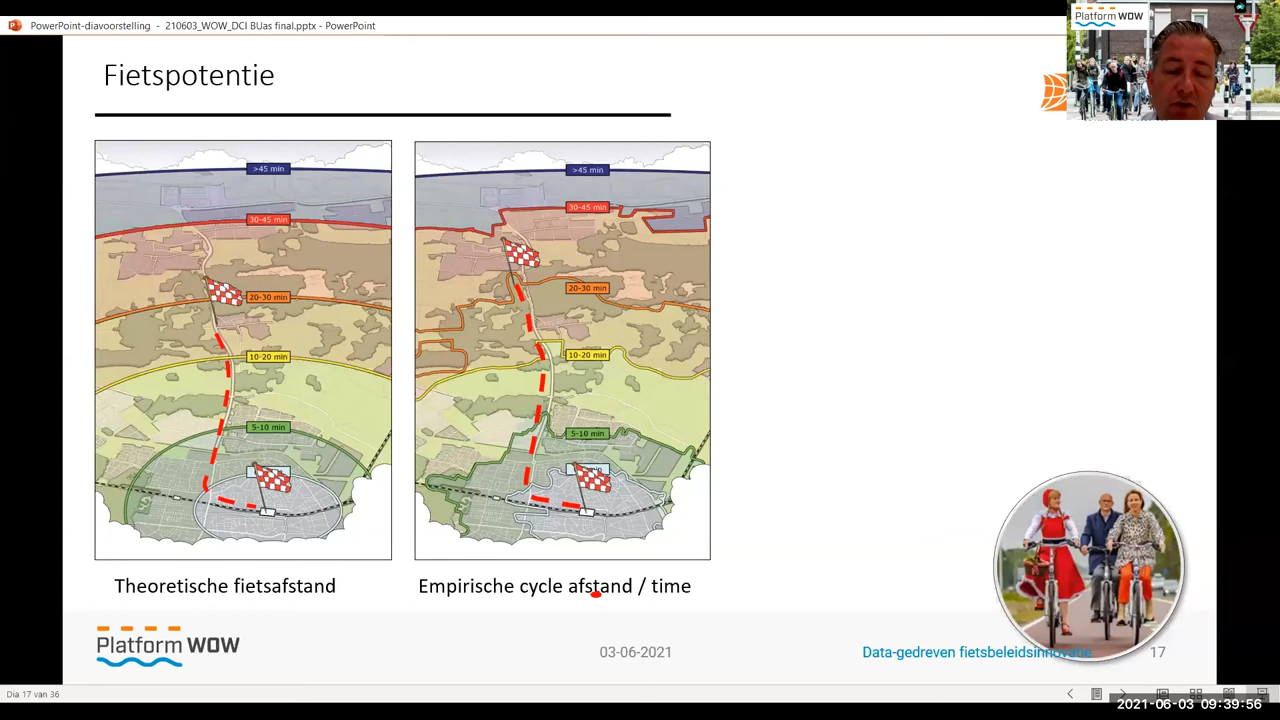 PowerPoint-diavoorstelling - 210603_WOW_DCI BUas final.pptx - PowerPoint
Platform WOW
Fietspotentie
>45 min
30-45 min
20-30 min
10-20 min
5-10 min
>45 min
30-45 min
20-30 min
10-20 min
5-10 min
Theoretische fietsafstand
Empirische cycle afstand / time
Platform WOW
03-06-2021
Data-gedreven fietsbeleidsinnovatie
17
Dia 17 van 36
2021-06-03 09:39:56